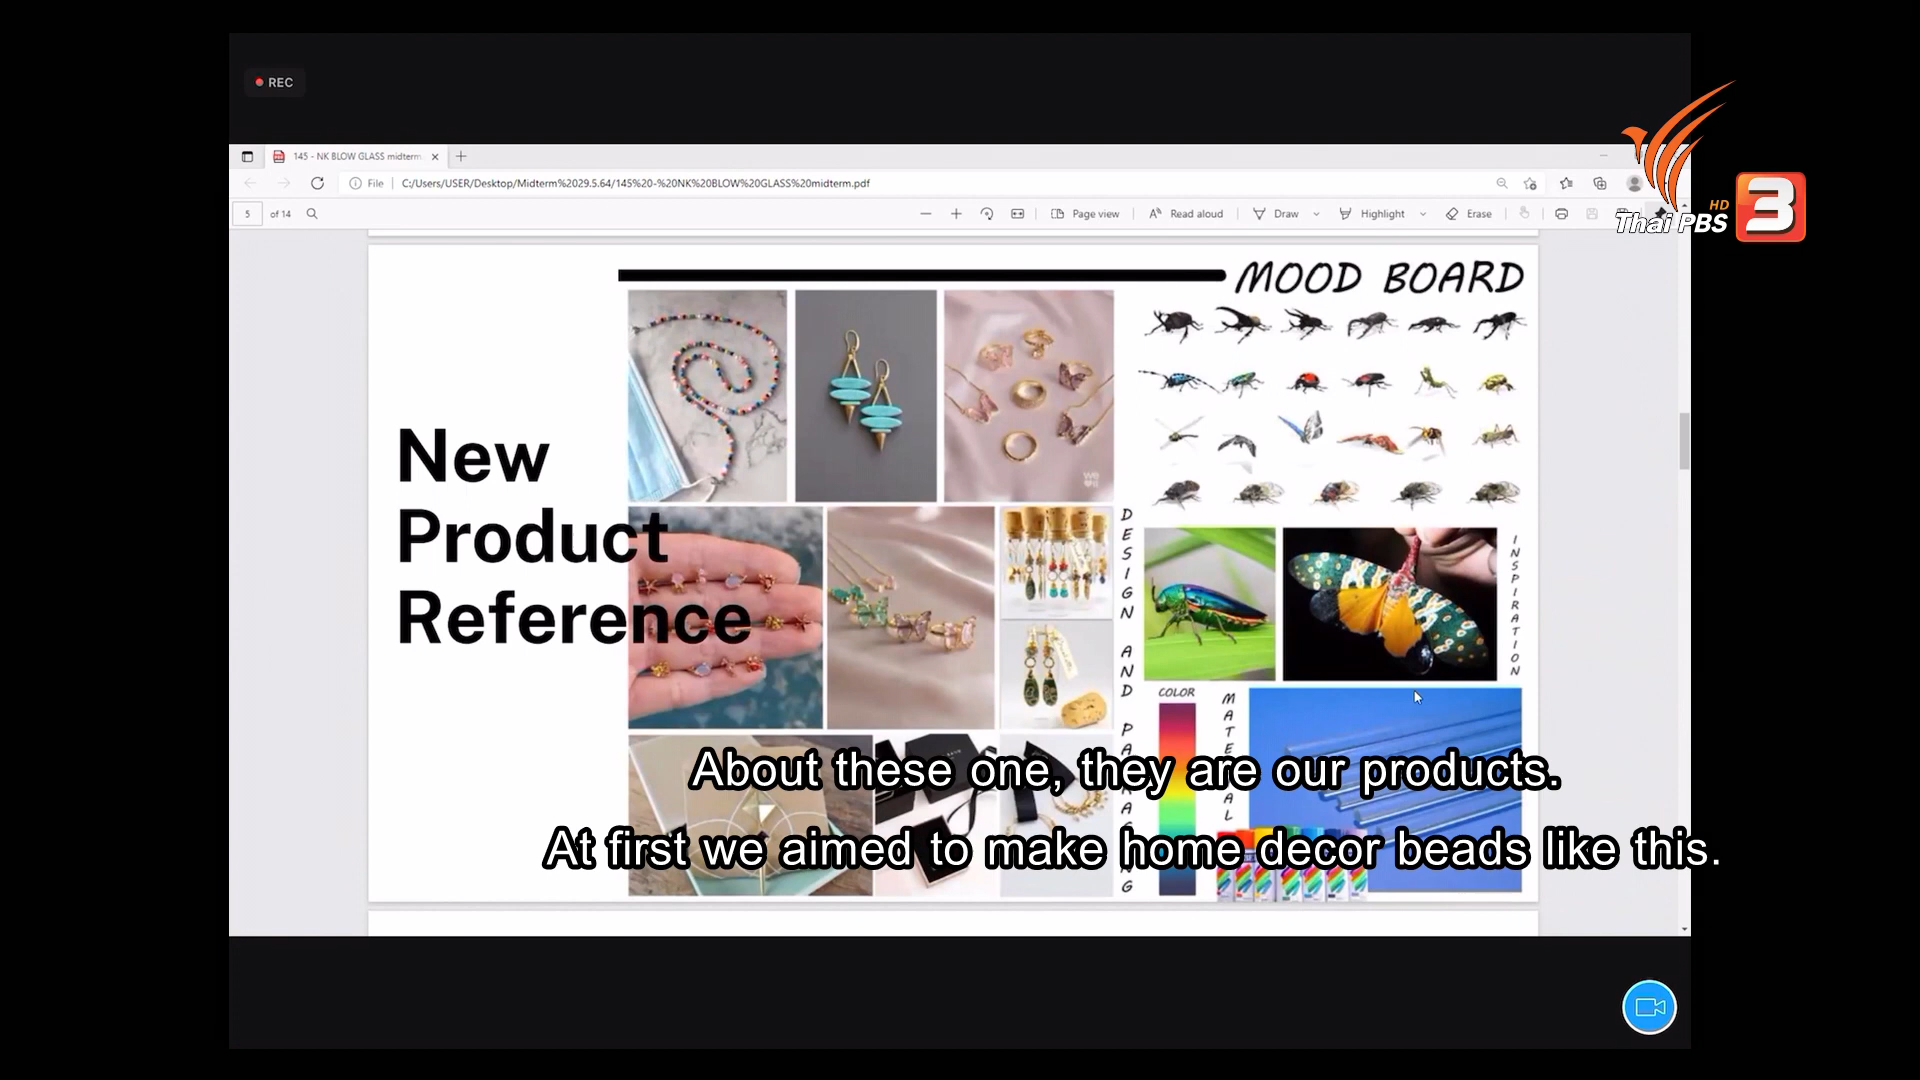 REC
145 - NK BLOW GLASS midterm
File
C:/Users/USER/Desktop/Midterm%2029.5.64/145%20-%20NK%20BLOW%20GLASS%20midterm.pdf
5 of 14
Page view
Read aloud
Draw
Highlight
Erase
HD
Thai PBS
3
MOOD BOARD
New
Product
Reference
DESIGN AND PACKAGING
INSPIRATION
COLOR
MATERIAL
About these one, they are our products.
At first we aimed to make home decor beads like this.